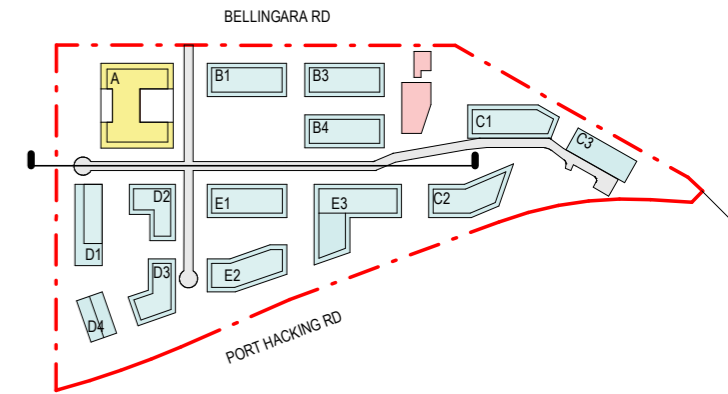 BELLINGARA RD
A
B1
B3
B4
C1
C3
D2
E1
E3
C2
D1
D3
E2
D4
PORT HACKING RD